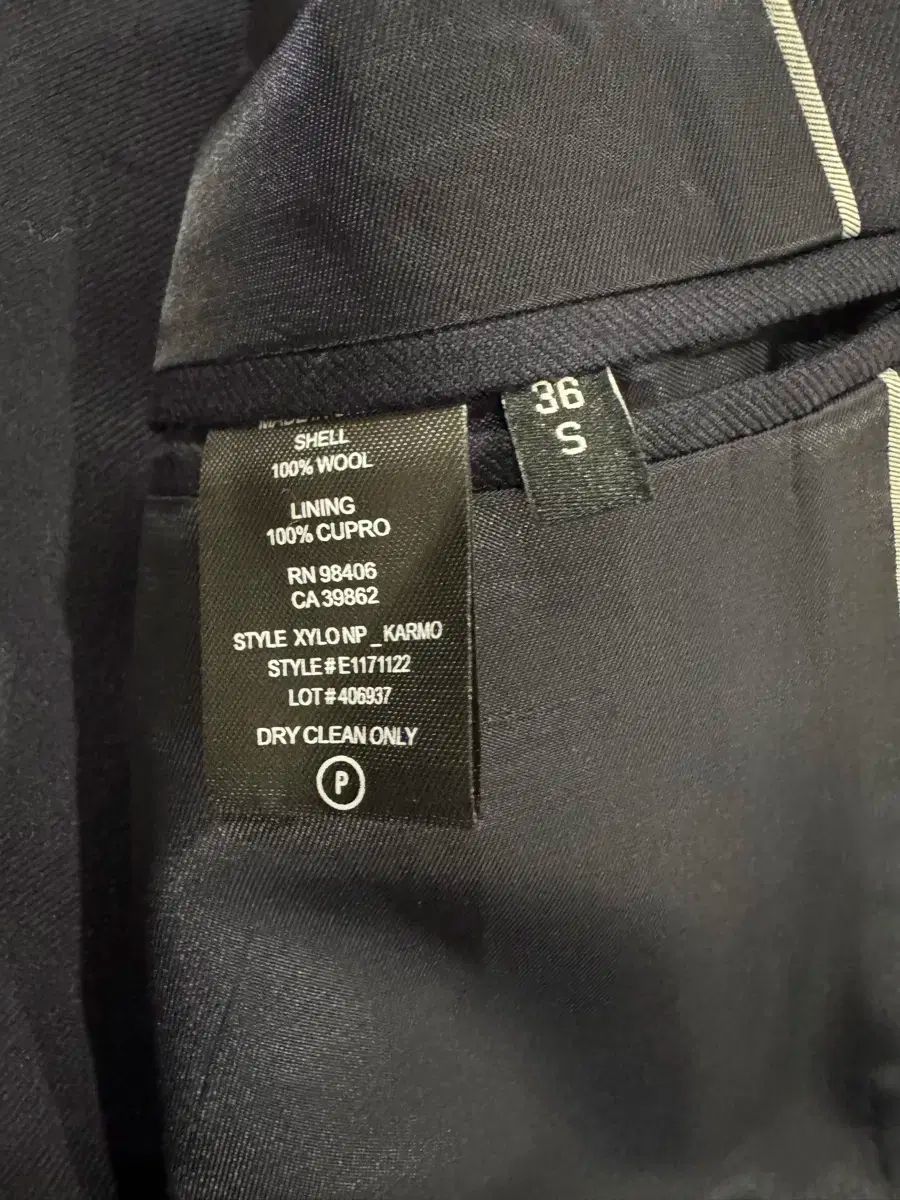 SHELL
100% WOOL
LINING
100% CUPRO
RN 98406
CA 39862
STYLE XYLO NP _ KARMO
STYLE # E1171122
LOT # 406937
DRY CLEAN ONLY
P
36
S